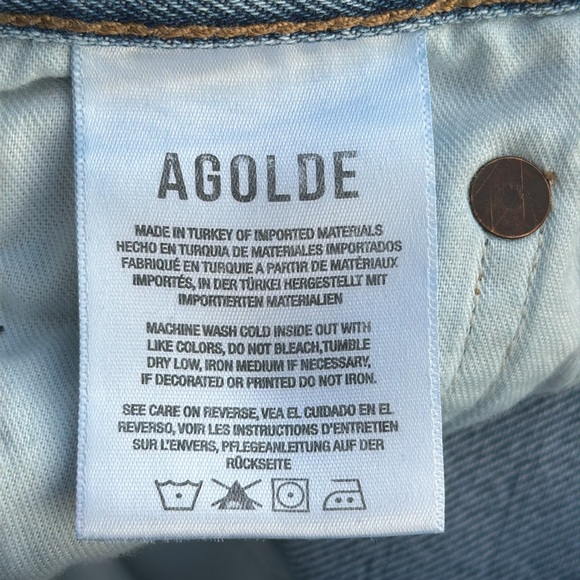 AGOLDE
MADE IN TURKEY OF IMPORTED MATERIALS
HECHO EN TURQUIA DE MATERIALES IMPORTADOS
FABRIQUÉ EN TURQUIE A PARTIR DE MATÉRIAUX
IMPORTÉS, IN DER TÜRKEI HERGESTELLT MIT
IMPORTIERTEN MATERIALIEN
MACHINE WASH COLD INSIDE OUT WITH
LIKE COLORS, DO NOT BLEACH,TUMBLE
DRY LOW, IRON MEDIUM IF NECESSARY,
IF DECORATED OR PRINTED DO NOT IRON.
SEE CARE ON REVERSE, VEA EL CUIDADO EN EL
REVERSO, VOIR LES INSTRUCTIONS D'ENTRETIEN
SUR L'ENVERS, PFLEGEANLEITUNG AUF DER
RÜCKSEITE